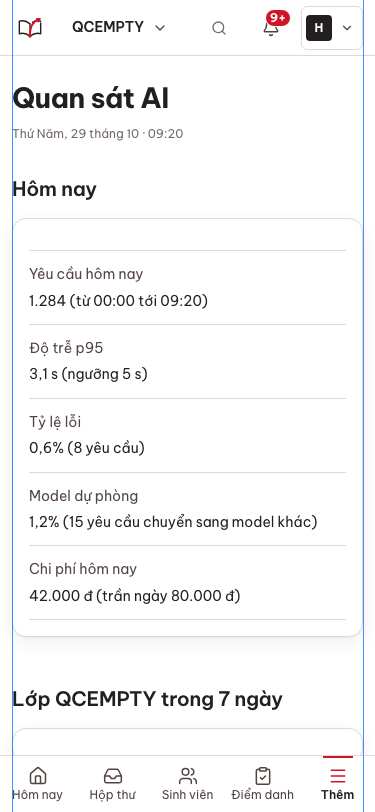 QCEMPTY
9+
H
Quan sát AI
Thứ Năm, 29 tháng 10 · 09:20
Hôm nay
Yêu cầu hôm nay
1.284 (từ 00:00 tới 09:20)
Độ trễ p95
3,1 s (ngưỡng 5 s)
Tỷ lệ lỗi
0,6% (8 yêu cầu)
Model dự phòng
1,2% (15 yêu cầu chuyển sang model khác)
Chi phí hôm nay
42.000 đ (trần ngày 80.000 đ)
Lớp QCEMPTY trong 7 ngày
Hôm nay
Hộp thư
Sinh viên
Điểm danh
Thêm